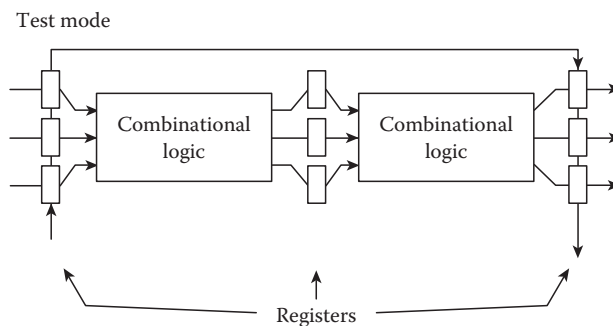 Test mode
Combinational
logic
Combinational
logic
Registers